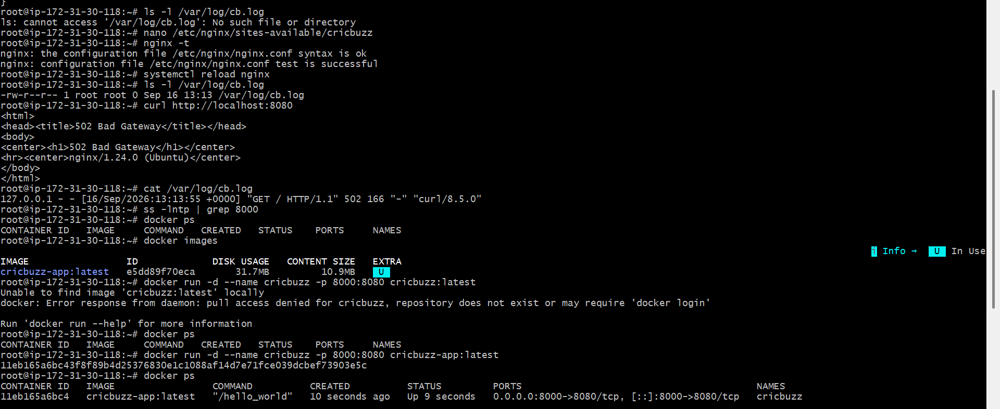 }
root@ip-172-31-30-118:~# ls -l /var/log/cb.log
ls: cannot access '/var/log/cb.log': No such file or directory
root@ip-172-31-30-118:~# nano /etc/nginx/sites-available/cricbuzz
root@ip-172-31-30-118:~# nginx -t
nginx: the configuration file /etc/nginx/nginx.conf syntax is ok
nginx: configuration file /etc/nginx/nginx.conf test is successful
root@ip-172-31-30-118:~# systemctl reload nginx
root@ip-172-31-30-118:~# ls -l /var/log/cb.log
-rw-r--r-- 1 root root 0 Sep 16 13:13 /var/log/cb.log
root@ip-172-31-30-118:~# curl http://localhost:8080
<html>
<head><title>502 Bad Gateway</title></head>
<body>
<center><h1>502 Bad Gateway</h1></center>
<hr><center>nginx/1.24.0 (Ubuntu)</center>
</body>
</html>
root@ip-172-31-30-118:~# cat /var/log/cb.log
127.0.0.1 - - [16/Sep/2026:13:13:55 +0000] "GET / HTTP/1.1" 502 166 "-" "curl/8.5.0"
root@ip-172-31-30-118:~# ss -lntp | grep 8000
root@ip-172-31-30-118:~# docker ps
CONTAINER ID   IMAGE     COMMAND   CREATED   STATUS    PORTS     NAMES
root@ip-172-31-30-118:~# docker images
i Info →   U  In Use
IMAGE                 ID             DISK USAGE   CONTENT SIZE   EXTRA
cricbuzz-app:latest   e5dd89f70eca       31.7MB         10.9MB    U
root@ip-172-31-30-118:~# docker run -d --name cricbuzz -p 8000:8080 cricbuzz:latest
Unable to find image 'cricbuzz:latest' locally
docker: Error response from daemon: pull access denied for cricbuzz, repository does not exist or may require 'docker login'
Run 'docker run --help' for more information
root@ip-172-31-30-118:~# docker ps
CONTAINER ID   IMAGE     COMMAND   CREATED   STATUS    PORTS     NAMES
root@ip-172-31-30-118:~# docker run -d --name cricbuzz -p 8000:8080 cricbuzz-app:latest
11eb165a6bc43f8f89b4d25376830e1c1088af14d7e71fce039dcbef73903e5c
root@ip-172-31-30-118:~# docker ps
CONTAINER ID   IMAGE                 COMMAND          CREATED          STATUS         PORTS                                         NAMES
11eb165a6bc4   cricbuzz-app:latest   "/hello_world"   10 seconds ago   Up 9 seconds   0.0.0.0:8000->8080/tcp, [::]:8000->8080/tcp   cricbuzz